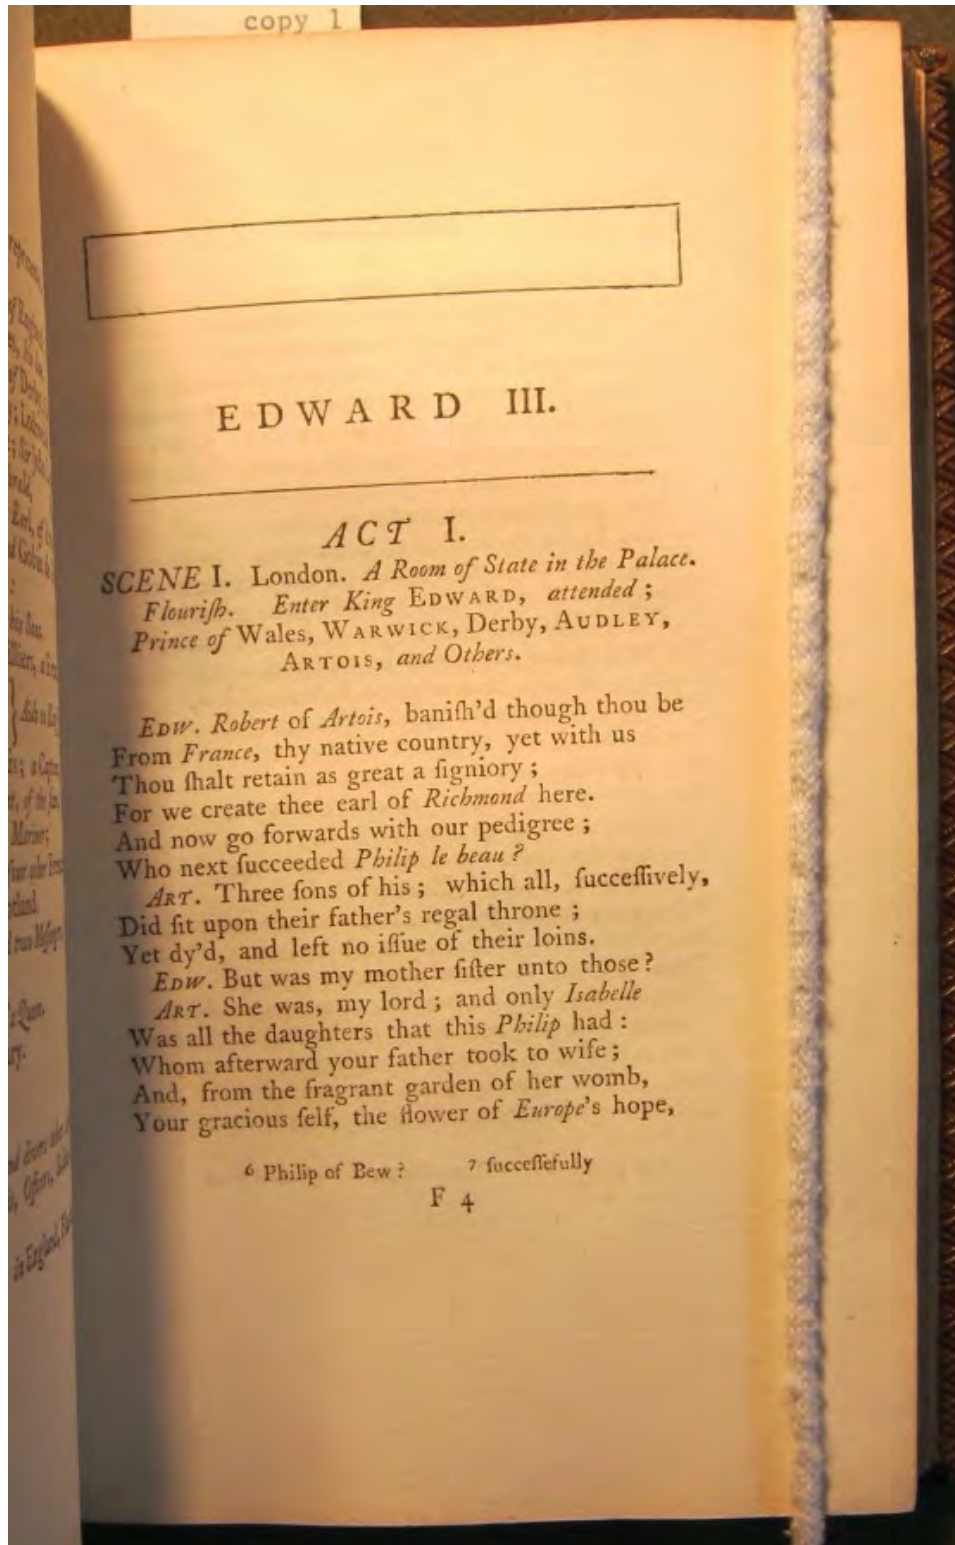 copy 1
EDWARD III.
ACT I.
SCENE I. London. A Room of State in the Palace.
Flouriſh. Enter King EDWARD, attended;
Prince of Wales, WARWICK, Derby, AUDLEY,
ARTOIS, and Others.
EDW. Robert of Artois, baniſh'd though thou be
From France, thy native country, yet with us
Thou ſhalt retain as great a ſigniory;
For we create thee earl of Richmond here.
And now go forwards with our pedigree;
Who next ſucceeded Philip le beau?
ART. Three ſons of his; which all, ſucceſſively,
Did ſit upon their father's regal throne;
Yet dy'd, and left no iſſue of their loins.
EDW. But was my mother ſiſter unto thoſe?
ART. She was, my lord; and only Isabelle
Was all the daughters that this Philip had:
Whom afterward your father took to wife;
And, from the fragrant garden of her womb,
Your gracious ſelf, the flower of Europe's hope,
6 Philip of Bew? 7 ſucceſſefully
F 4